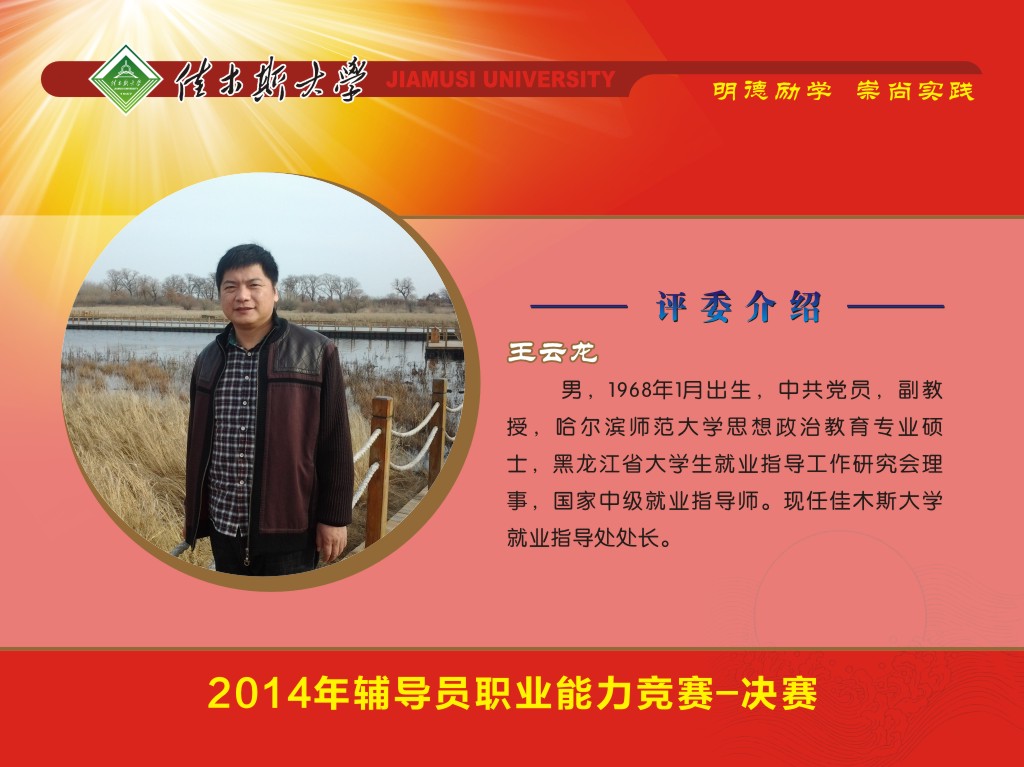 佳木斯大学 JIAMUSI UNIVERSITY
明德励学 崇尚实践
评委介绍
王云龙
男，1968年1月出生，中共党员，副教
授，哈尔滨师范大学思想政治教育专业硕
士，黑龙江省大学生就业指导工作研究会理
事，国家中级就业指导师。现任佳木斯大学
就业指导处处长。
2014年辅导员职业能力竞赛-决赛